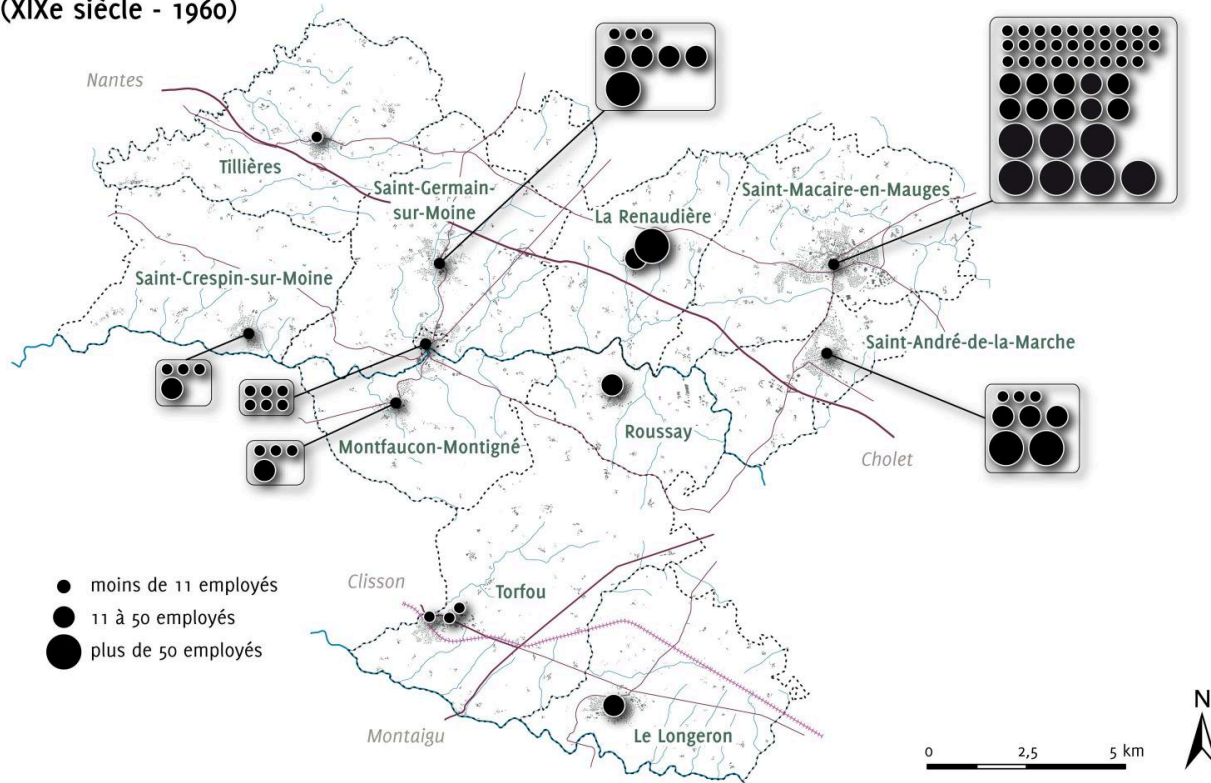 (XIXe siècle - 1960)
Nantes
Tillières
Saint-Germain-
sur-Moine
La Renaudière
Saint-Macaire-en-Mauges
Saint-Crespin-sur-Moine
Saint-André-de-la-Marche
Montfaucon-Montigné
Roussay
Cholet
Clisson
Torfou
moins de 11 employés
11 à 50 employés
plus de 50 employés
Montaigu
Le Longeron
0 2,5 5 km
N